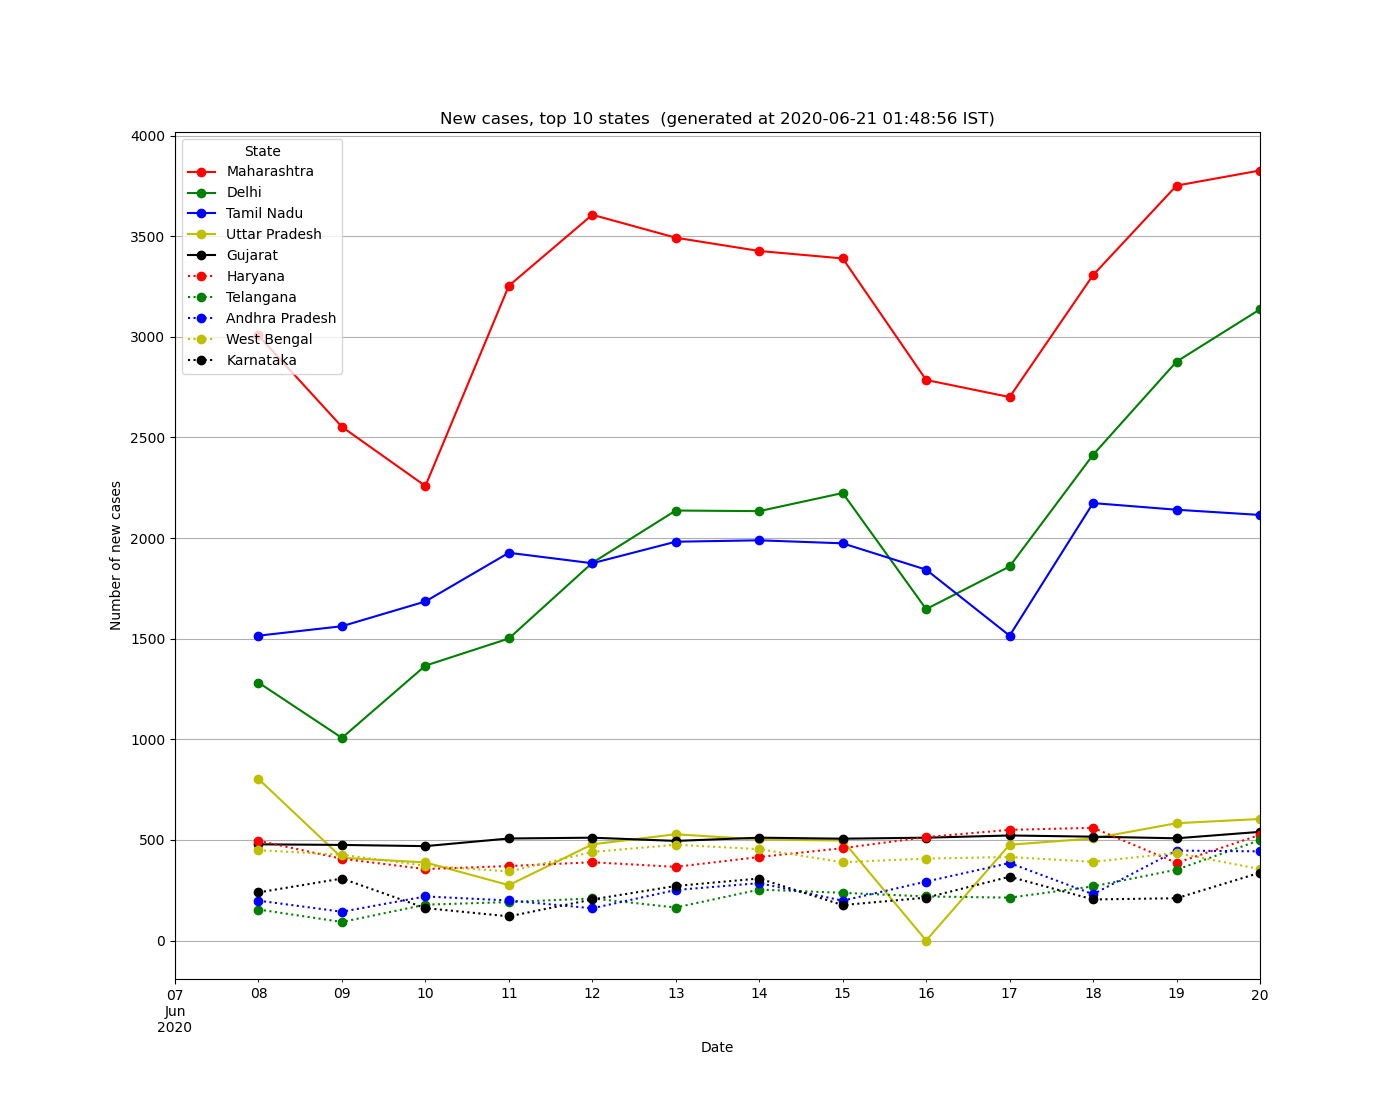 New cases, top 10 states  (generated at 2020-06-21 01:48:56 IST)
4000
3500
3000
2500
2000
1500
1000
500
0
Number of new cases
State
Maharashtra
Delhi
Tamil Nadu
Uttar Pradesh
Gujarat
Haryana
Telangana
Andhra Pradesh
West Bengal
Karnataka
07 08 09 10 11 12 13 14 15 16 17 18 19 20
Jun
2020
Date